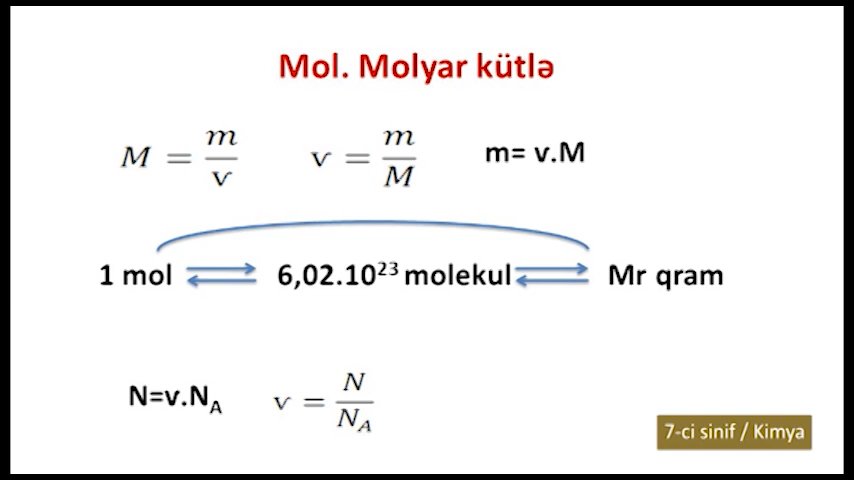 Mol. Molyar kütlə
M = m/v   v = m/M   m= v.M
1 mol ⇌ 6,02.10²³ molekul ⇌ Mr qram
N=v.N_A   v = N/N_A
7-ci sinif / Kimya